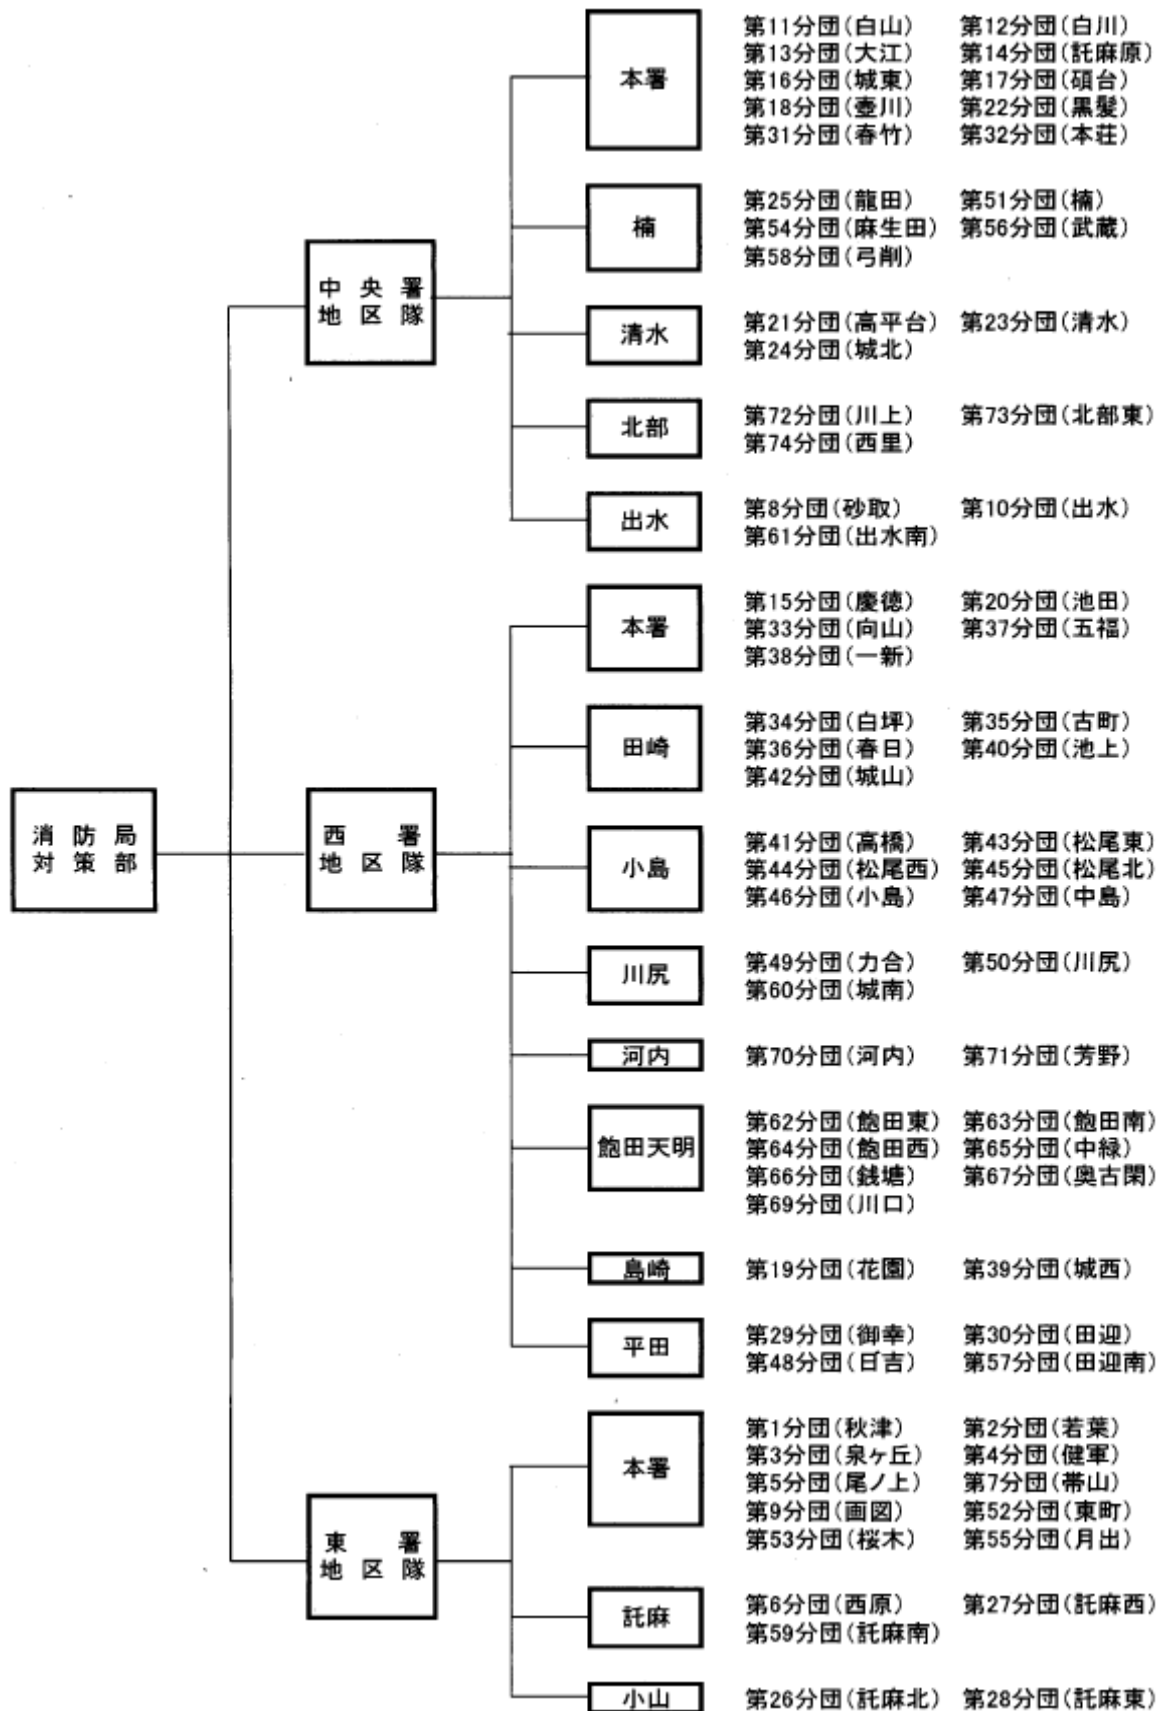 消防局
対策部
中央署
地区隊
本署
第11分団(白山) 第12分団(白川)
第13分団(大江) 第14分団(託麻原)
第16分団(城東) 第17分団(碩台)
第18分団(壺川) 第22分団(黒髪)
第31分団(春竹) 第32分団(本荘)
楠
第25分団(龍田) 第51分団(楠)
第54分団(麻生田) 第56分団(武蔵)
第58分団(弓削)
清水
第21分団(高平台) 第23分団(清水)
第24分団(城北)
北部
第72分団(川上) 第73分団(北部東)
第74分団(西里)
出水
第8分団(砂取) 第10分団(出水)
第61分団(出水南)
西署
地区隊
本署
第15分団(慶徳) 第20分団(池田)
第33分団(向山) 第37分団(五福)
第38分団(一新)
田崎
第34分団(白坪) 第35分団(古町)
第36分団(春日) 第40分団(池上)
第42分団(城山)
小島
第41分団(高橋) 第43分団(松尾東)
第44分団(松尾西) 第45分団(松尾北)
第46分団(小島) 第47分団(中島)
川尻
第49分団(力合) 第50分団(川尻)
第60分団(城南)
河内
第70分団(河内) 第71分団(芳野)
飽田天明
第62分団(飽田東) 第63分団(飽田南)
第64分団(飽田西) 第65分団(中緑)
第66分団(銭塘) 第67分団(奥古閑)
第69分団(川口)
島崎
第19分団(花園) 第39分団(城西)
平田
第29分団(御幸) 第30分団(田迎)
第48分団(日吉) 第57分団(田迎南)
東署
地区隊
本署
第1分団(秋津) 第2分団(若葉)
第3分団(泉ヶ丘) 第4分団(健軍)
第5分団(尾ノ上) 第7分団(帯山)
第9分団(画図) 第52分団(東町)
第53分団(桜木) 第55分団(月出)
託麻
第6分団(西原) 第27分団(託麻西)
第59分団(託麻南)
小山
第26分団(託麻北) 第28分団(託麻東)